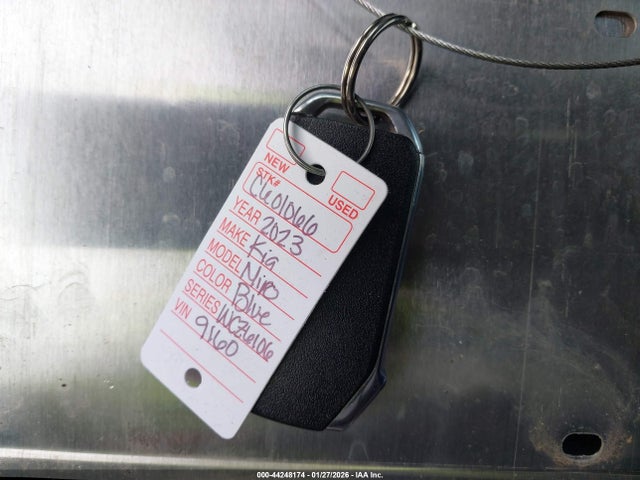 NEW
USED
STK# C601066
YEAR 2023
MAKE Kia
MODEL Niro
COLOR Blue
SERIES
VIN 9160
000-44248174 - 01/27/2026 - IAA Inc.